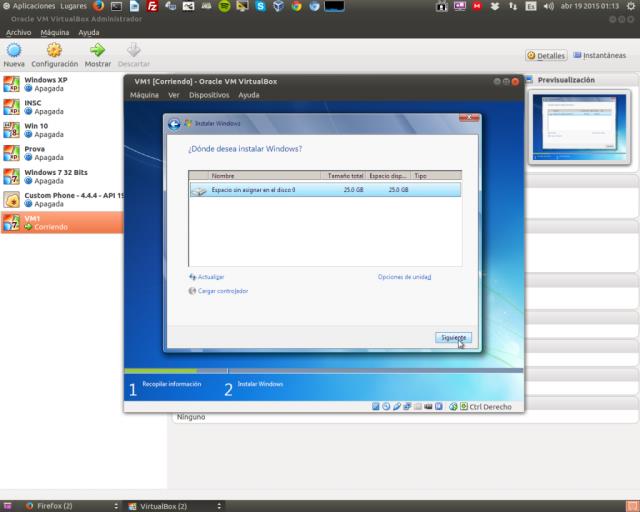 Aplicaciones Lugares
Es
abr 19 2015 01:13
Oracle VM VirtualBox Administrador
Archivo Máquina Ayuda
Nueva Configuración Mostrar Descartar
Detalles Instantáneas
Windows XP
Apagada
INSC
Apagada
Win 10
Apagada
Prova
Apagada
Windows 7 32 Bits
Apagada
Custom Phone - 4.4.4 - API 19
Apagada
VM1
Corriendo
Previsualización
VM1 [Corriendo] - Oracle VM VirtualBox
Máquina Ver Dispositivos Ayuda
Instalar Windows
¿Dónde desea instalar Windows?
Nombre Tamaño total Espacio disp... Tipo
Espacio sin asignar en el disco 0 25.0 GB 25.0 GB
Actualizar
Opciones de unidad
Cargar controlador
Siguiente
1 Recopilar información 2 Instalar Windows
Ctrl Derecho
Ninguno
Firefox (2) VirtualBox (2)